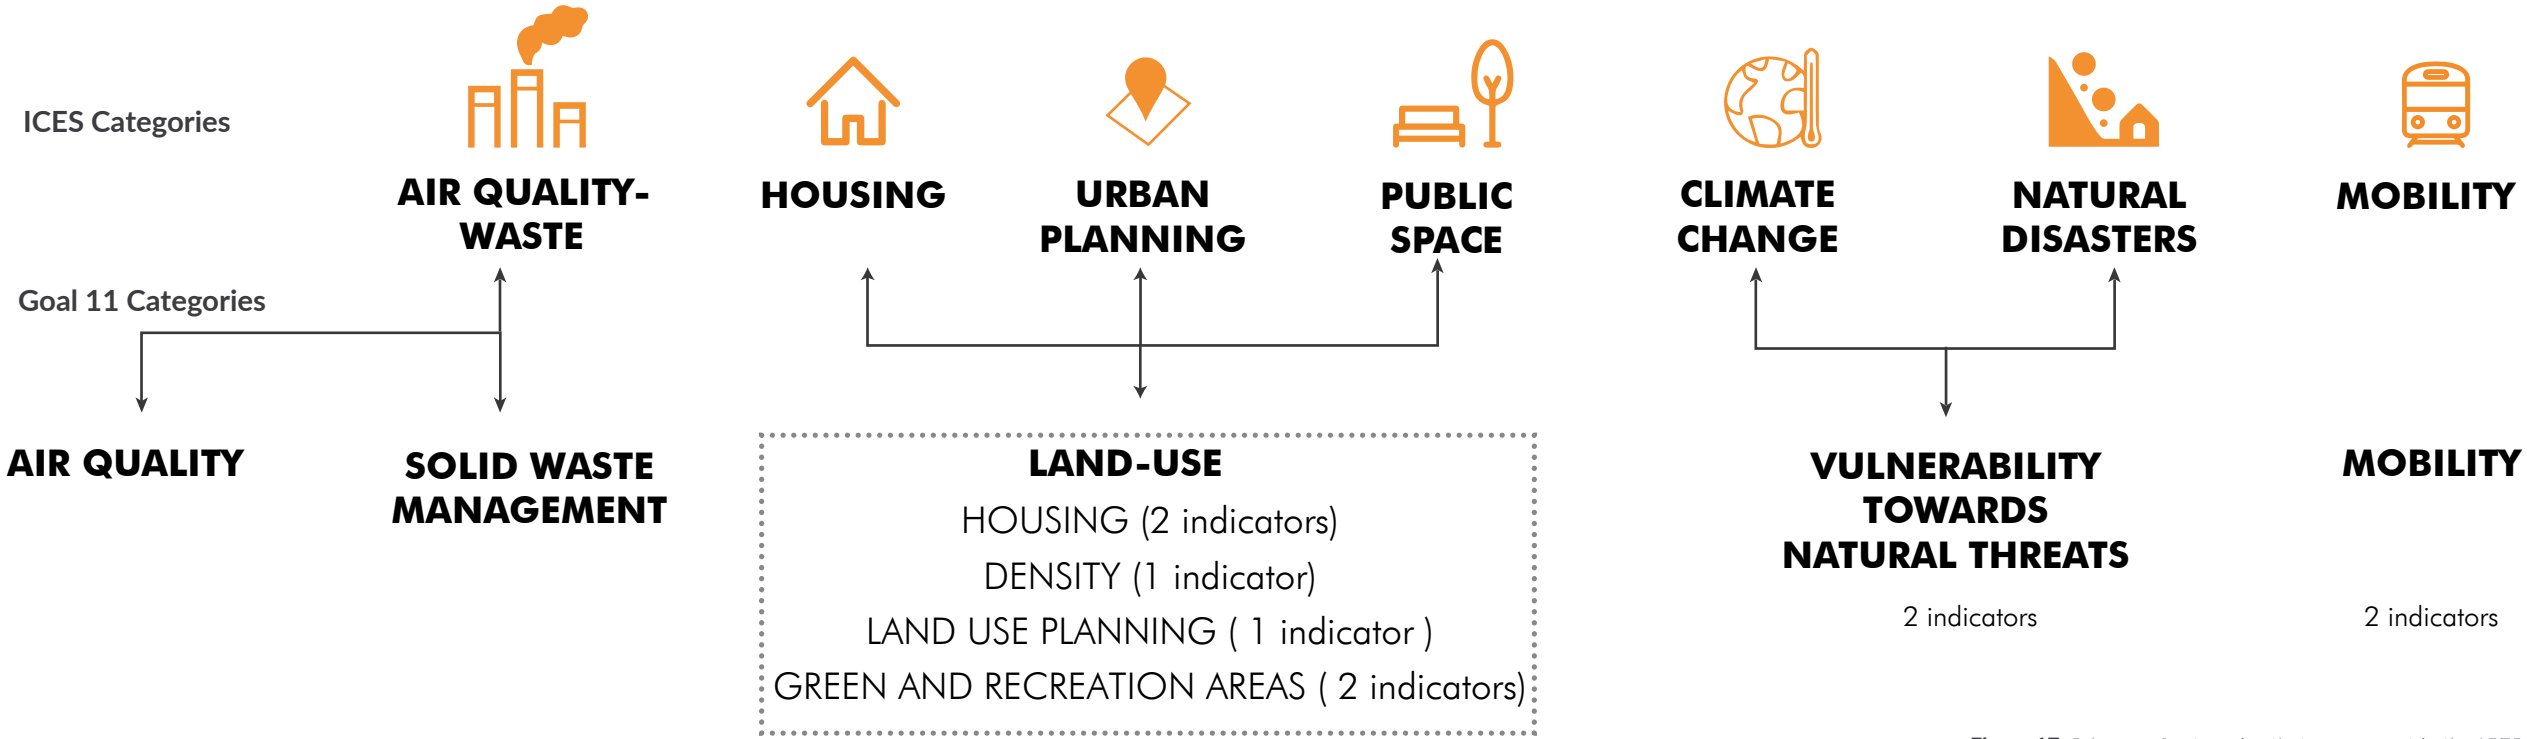 ICES Categories
AIR QUALITY-
WASTE
HOUSING
URBAN
PLANNING
PUBLIC
SPACE
CLIMATE
CHANGE
NATURAL
DISASTERS
MOBILITY
Goal 11 Categories
AIR QUALITY
SOLID WASTE
MANAGEMENT
LAND-USE
HOUSING (2 indicators)
DENSITY (1 indicator)
LAND USE PLANNING ( 1 indicator )
GREEN AND RECREATION AREAS ( 2 indicators)
VULNERABILITY
TOWARDS
NATURAL THREATS
2 indicators
MOBILITY
2 indicators